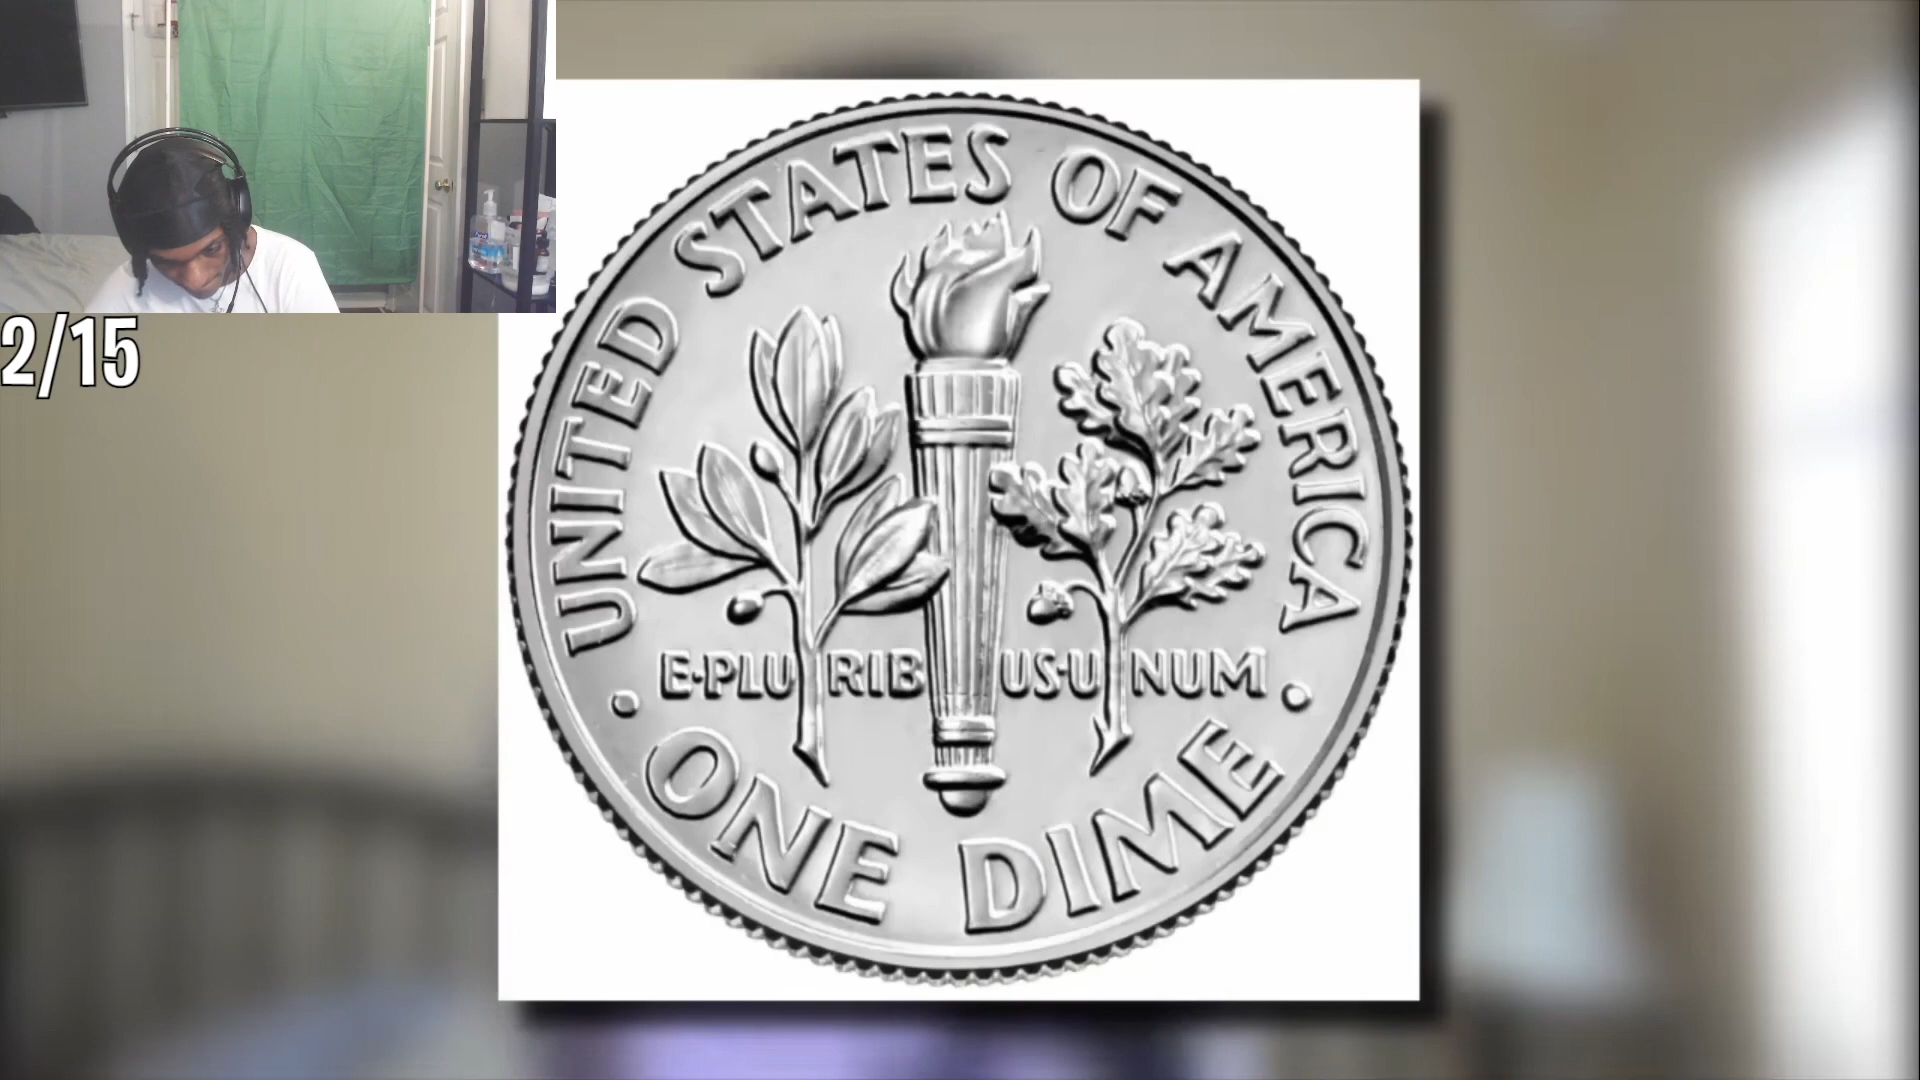 2/15
UNITED STATES OF AMERICA
E·PLURIBUS·UNUM
· ONE DIME ·